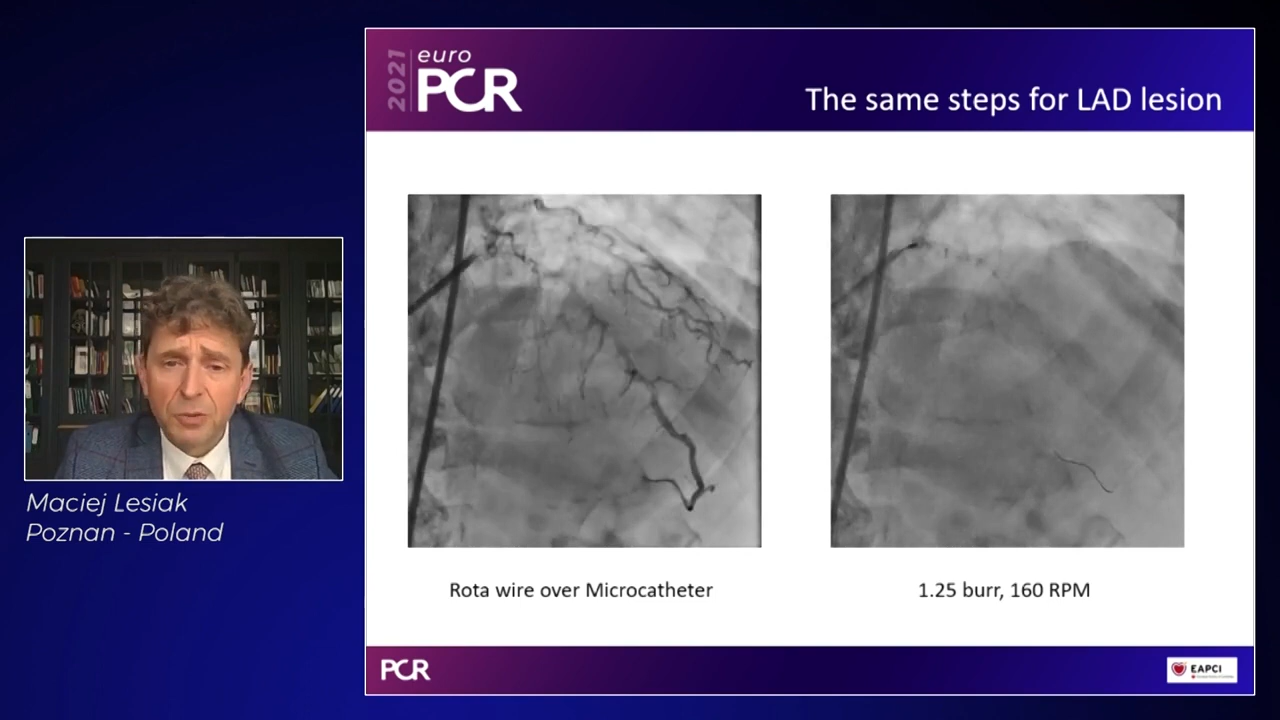 2021
euro
PCR
The same steps for LAD lesion
Maciej Lesiak
Poznan - Poland
Rota wire over Microcatheter
1.25 burr, 160 RPM
PCR
EAPCI